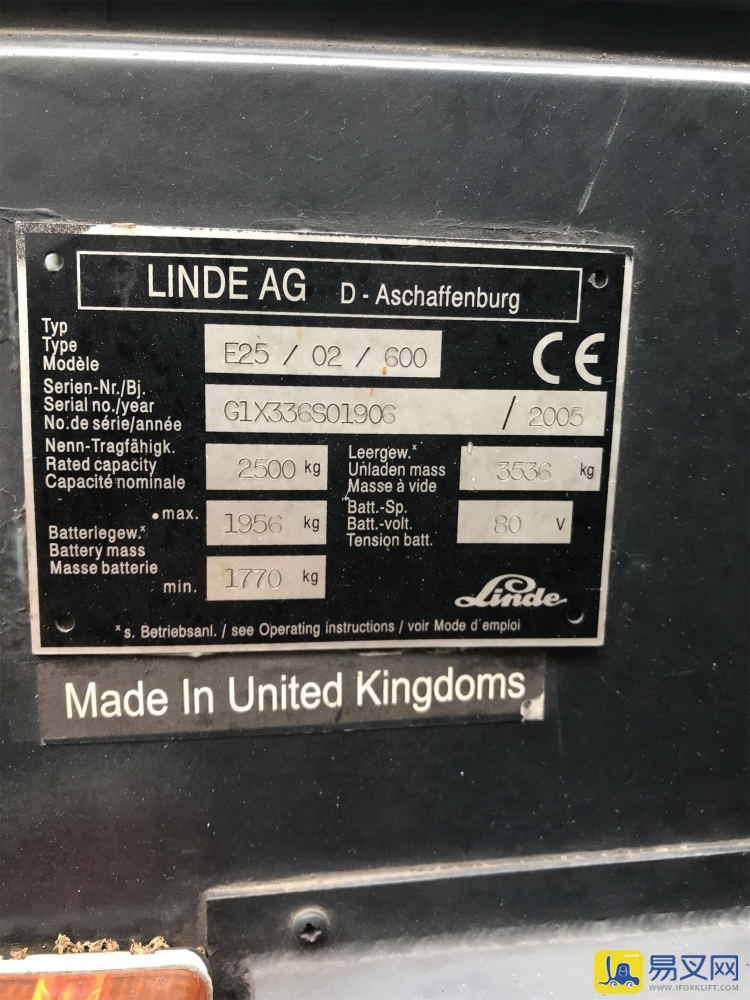 LINDE AG D - Aschaffenburg
Typ
Type
Modèle
E25 / 02 / 600
CE
Serien-Nr./Bj.
Serial no./year
No.de série/année
G1X336S01906 / 2005
Nenn-Tragfähigk.
Rated capacity
Capacité nominale
2500 kg
Leergew.ˣ
Unladen mass
Masse à vide
3536 kg
Batteriegew.ˣ
Battery mass
Masse batterie
max. 1956 kg
min. 1770 kg
Batt.-Sp.
Batt.-volt.
Tension batt.
80 V
Linde
ˣ s. Betriebsanl. / see Operating instructions / voir Mode d'emploi
Made In United Kingdoms
易叉网
WWW.IFORKLIFT.COM